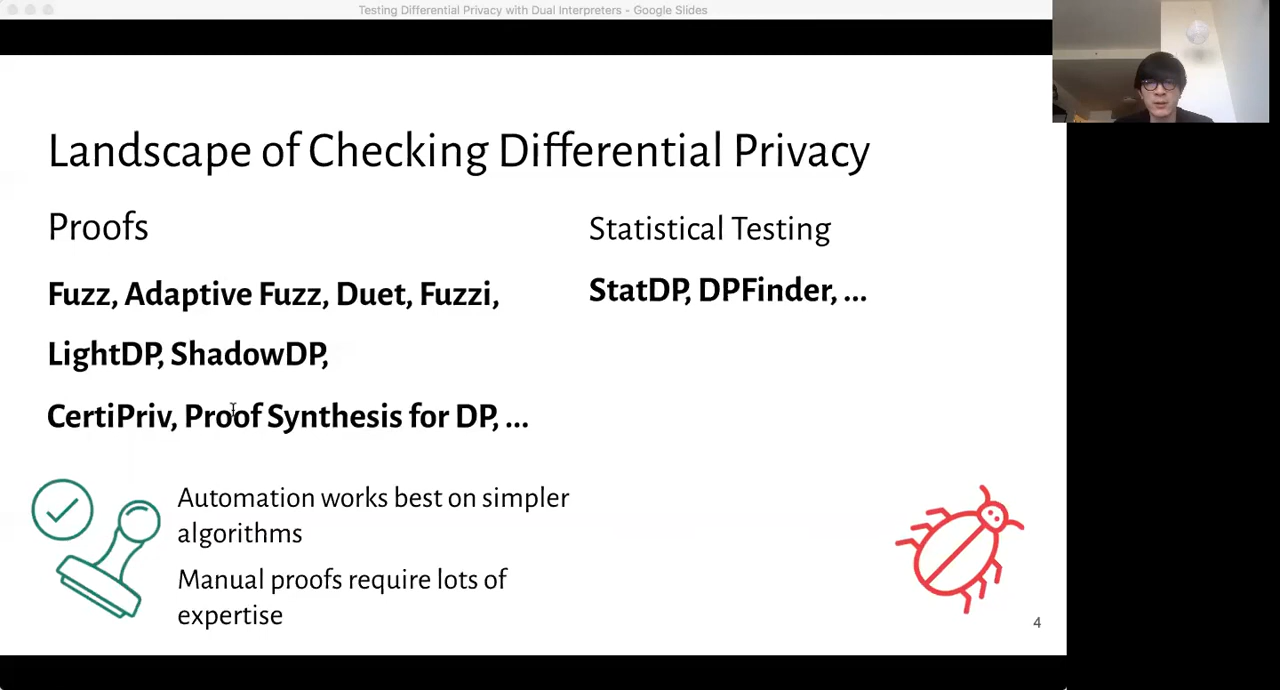 Testing Differential Privacy with Dual Interpreters - Google Slides
Landscape of Checking Differential Privacy
Proofs
Fuzz, Adaptive Fuzz, Duet, Fuzzi,
LightDP, ShadowDP,
CertiPriv, Proof Synthesis for DP, ...
Automation works best on simpler
algorithms
Manual proofs require lots of
expertise
Statistical Testing
StatDP, DPFinder, ...
4